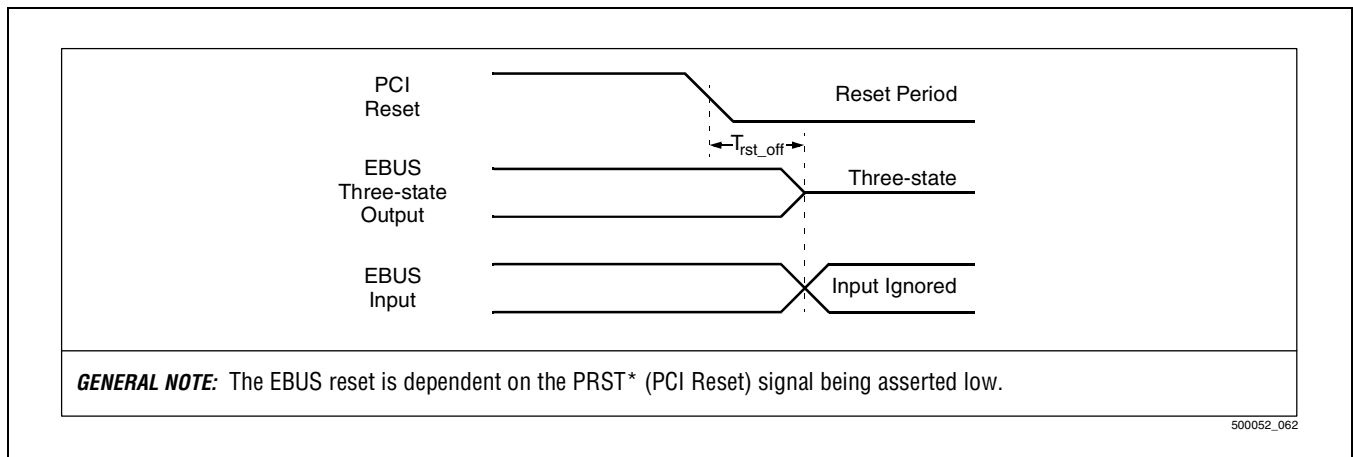 PCI
Reset
Reset Period
T_rst_off
EBUS
Three-state
Output
Three-state
EBUS
Input
Input Ignored
GENERAL NOTE: The EBUS reset is dependent on the PRST* (PCI Reset) signal being asserted low.
500052_062